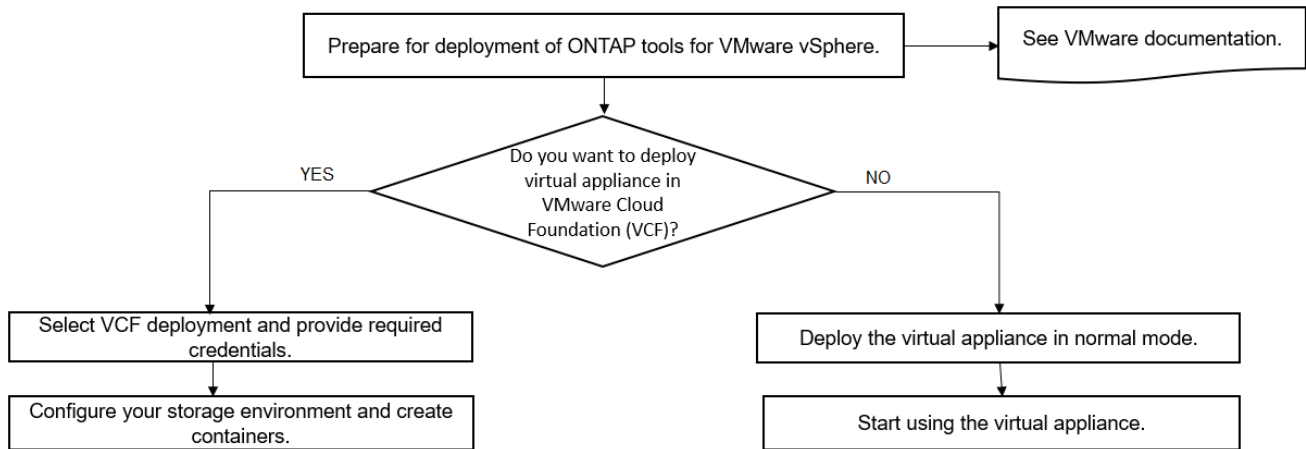 Prepare for deployment of ONTAP tools for VMware vSphere.
See VMware documentation.
Do you want to deploy
virtual appliance in
VMware Cloud
Foundation (VCF)?
YES
NO
Select VCF deployment and provide required
credentials.
Deploy the virtual appliance in normal mode.
Configure your storage environment and create
containers.
Start using the virtual appliance.